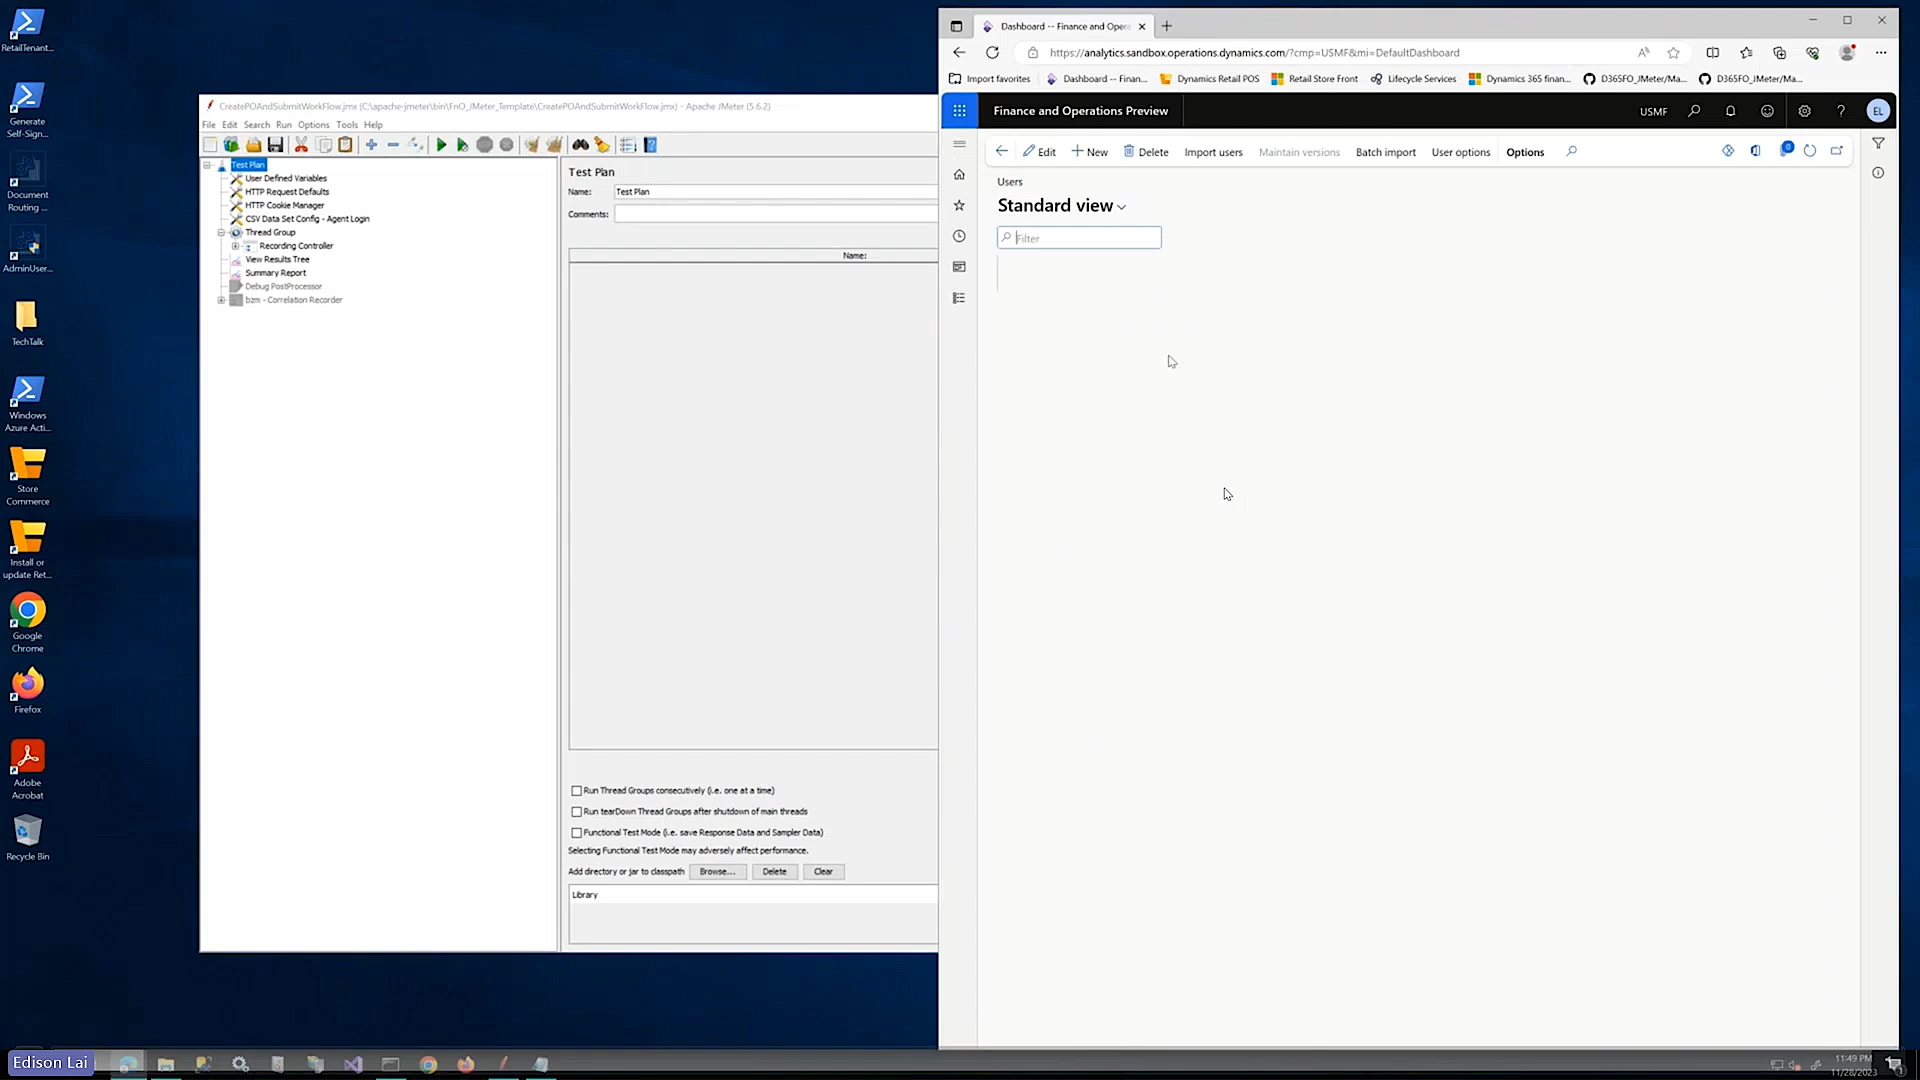 RetailTenant...
Generate
Self-Sign...
Document
Routing ...
AdminUser...
TechTalk
Windows
Azure Acti...
Store
Commerce
Install or
update Ret...
Google
Chrome
Firefox
Adobe
Acrobat
Recycle Bin
CreatePOAndSubmitWorkFlow.jmx (C:\apache-jmeter\bin\FnO_JMeter_Template\CreatePOAndSubmitWorkFlow.jmx) - Apache JMeter (5.6.2)
File Edit Search Run Options Tools Help
Test Plan
User Defined Variables
HTTP Request Defaults
HTTP Cookie Manager
CSV Data Set Config - Agent Login
Thread Group
Recording Controller
View Results Tree
Summary Report
Debug PostProcessor
bzm - Correlation Recorder
Test Plan
Name: Test Plan
Comments:
Name:
Run Thread Groups consecutively (i.e. one at a time)
Run tearDown Thread Groups after shutdown of main threads
Functional Test Mode (i.e. save Response Data and Sampler Data)
Selecting Functional Test Mode may adversely affect performance.
Add directory or jar to classpath Browse... Delete Clear
Library
Dashboard -- Finance and Oper
https://analytics.sandbox.operations.dynamics.com/?cmp=USMF&mi=DefaultDashboard
Import favorites Dashboard -- Finan... Dynamics Retail POS Retail Store Front Lifecycle Services Dynamics 365 finan... D365FO_JMeter/Ma... D365FO_JMeter/Ma...
Finance and Operations Preview USMF ? EL
Edit New Delete Import users Maintain versions Batch import User options Options 0
Users
Standard view
Filter
Edison Lai
11:49 PM
11/28/2023